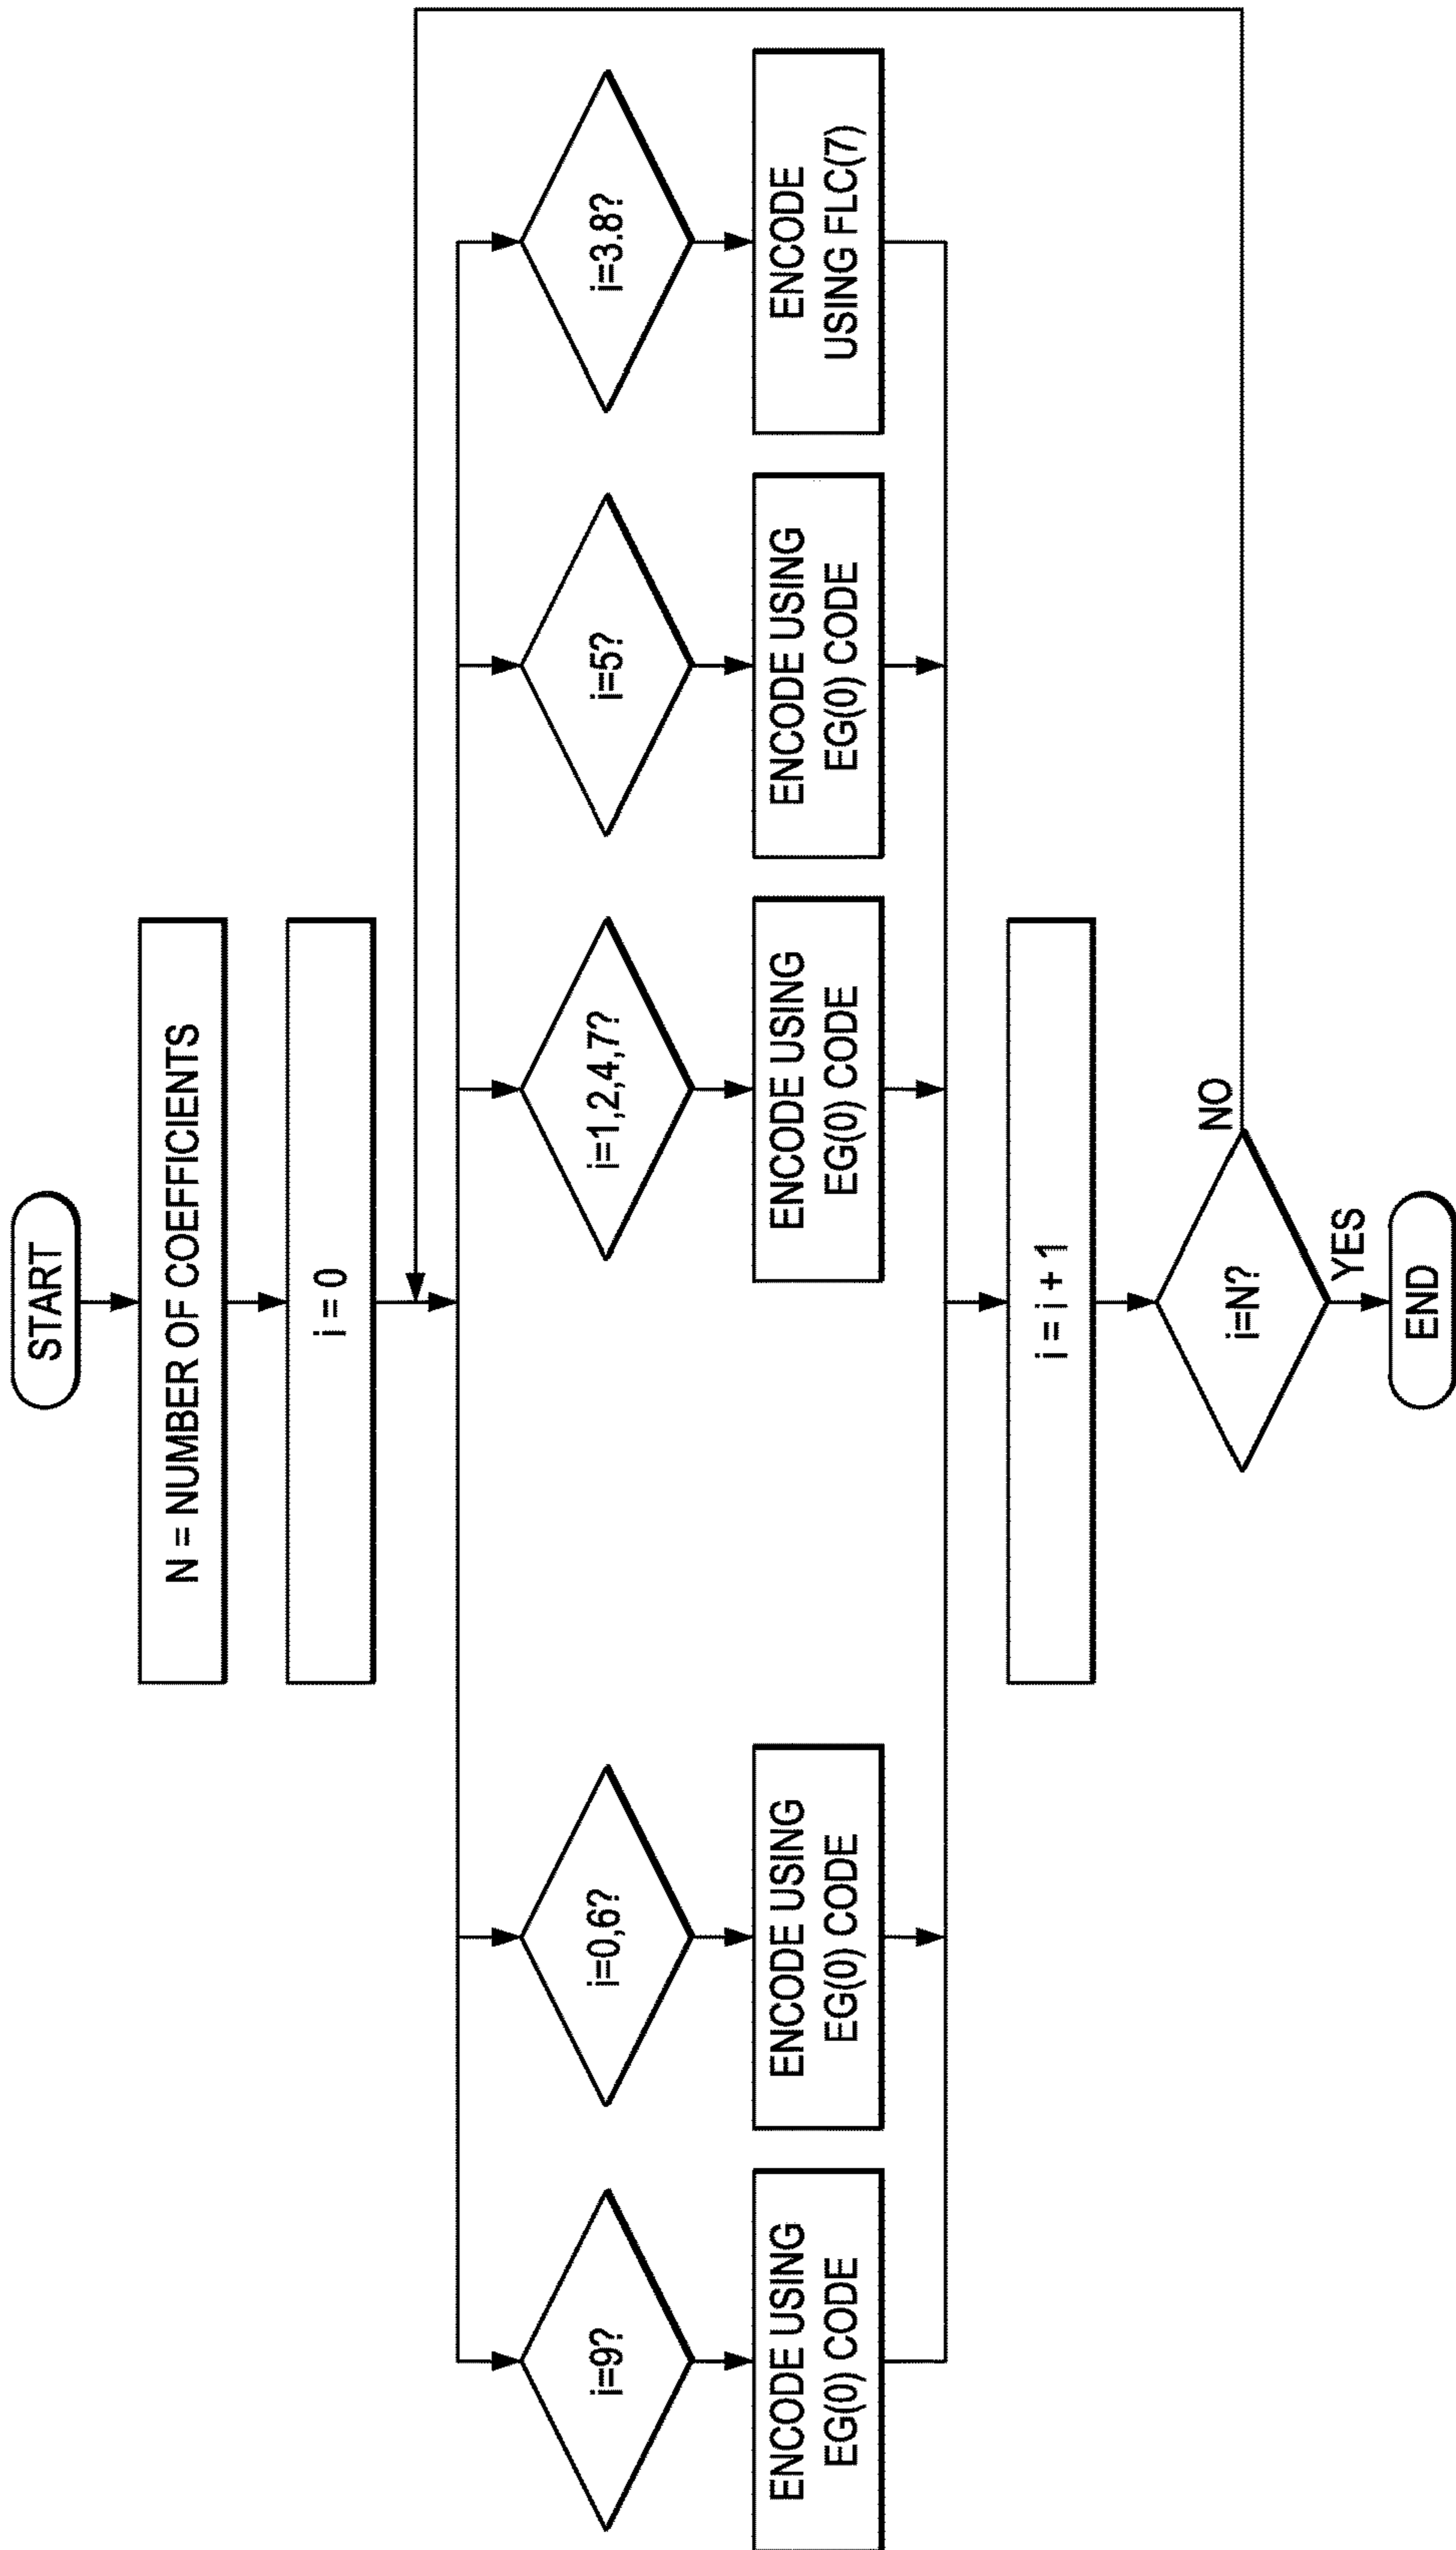 START
N = NUMBER OF COEFFICIENTS
i = 0
i=9?
i=0,6?
i=1,2,4,7?
i=5?
i=3.8?
ENCODE USING
EG(0) CODE
ENCODE USING
EG(0) CODE
ENCODE USING
EG(0) CODE
ENCODE USING
EG(0) CODE
ENCODE
USING FLC(7)
i = i + 1
i=N?
NO
YES
END